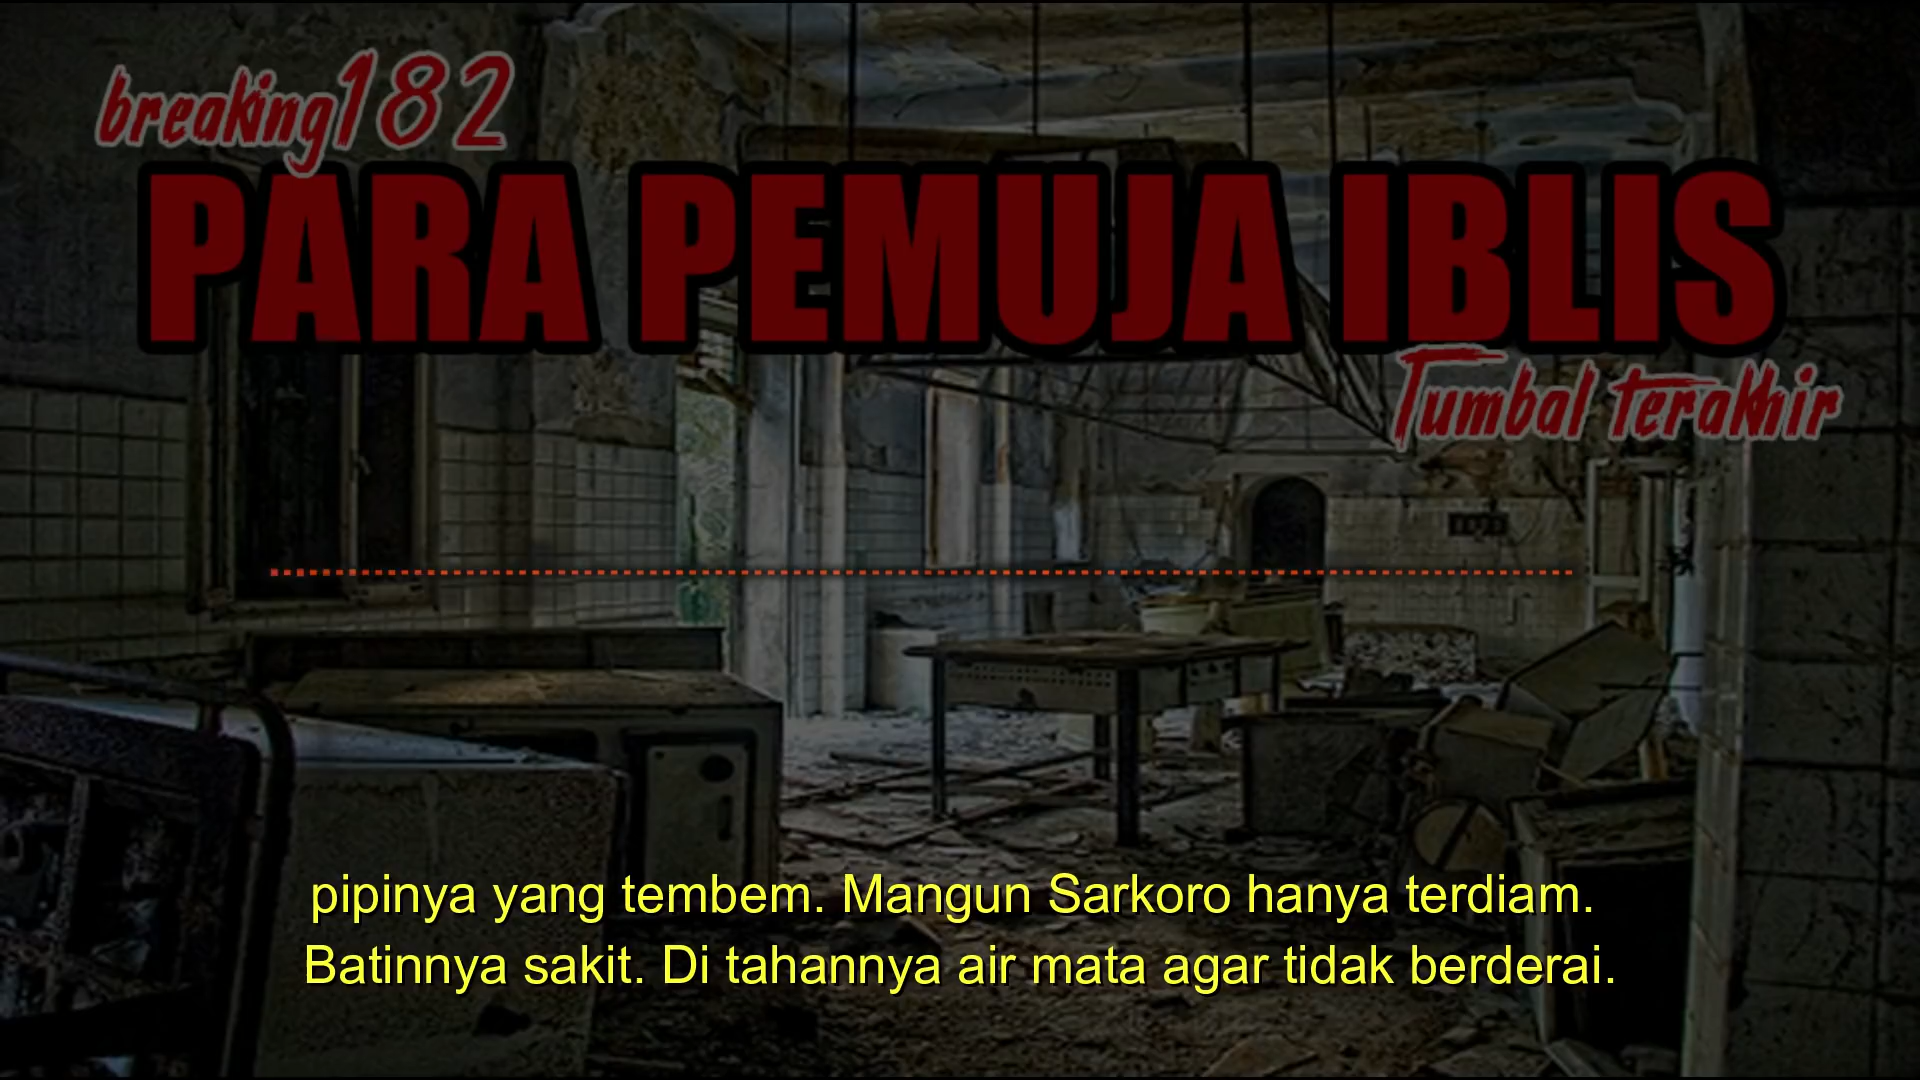 breaking182
PARA PEMUJA IBLIS
Tumbal terakhir
pipinya yang tembem. Mangun Sarkoro hanya terdiam.
Batinnya sakit. Di tahannya air mata agar tidak berderai.